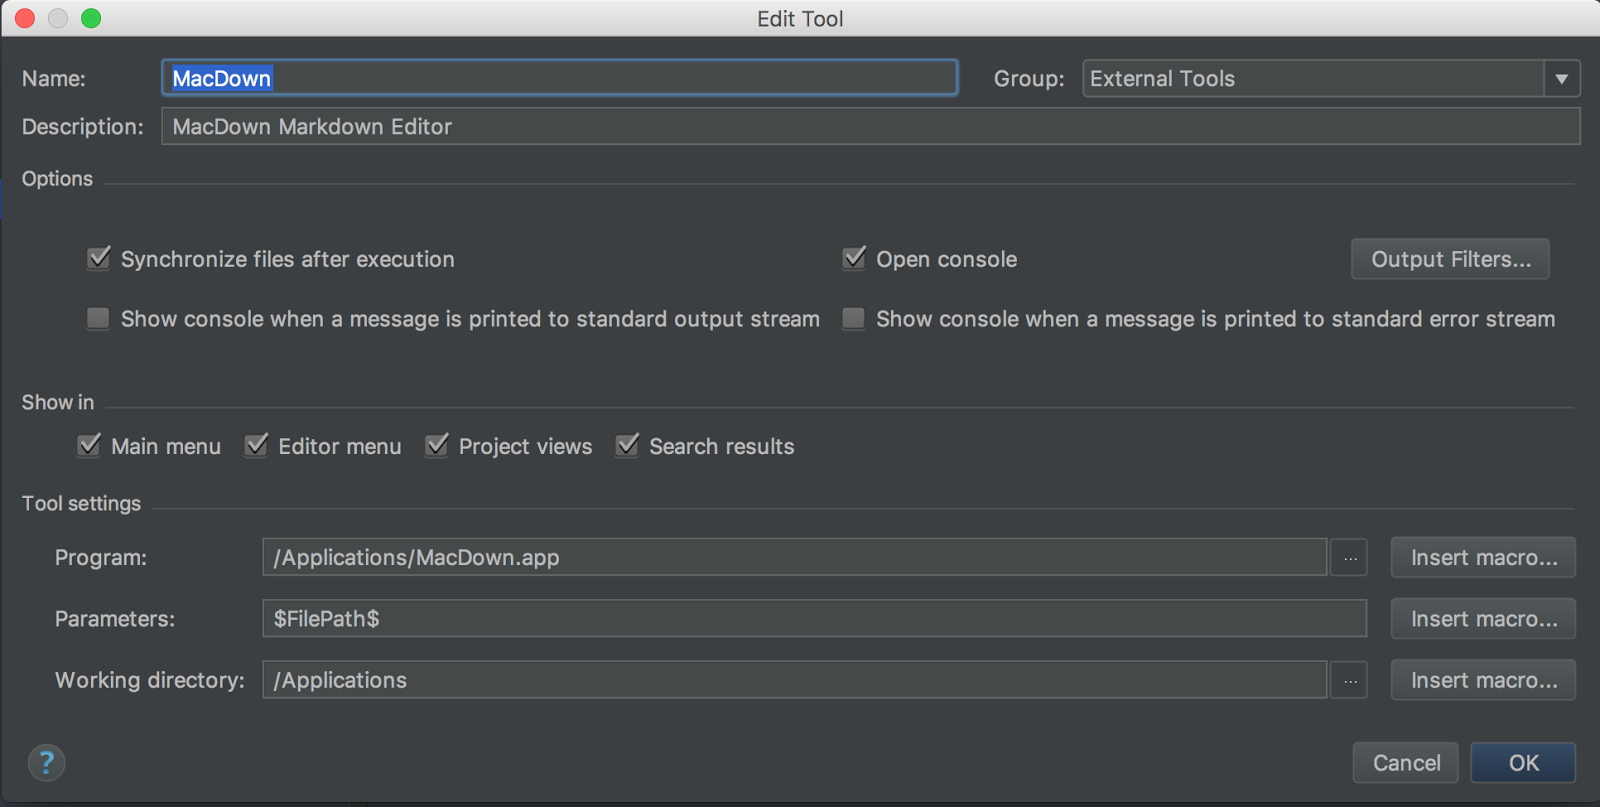 Edit Tool
Name: MacDown Group: External Tools
Description: MacDown Markdown Editor
Options
Synchronize files after execution Open console Output Filters...
Show console when a message is printed to standard output stream Show console when a message is printed to standard error stream
Show in
Main menu Editor menu Project views Search results
Tool settings
Program: /Applications/MacDown.app ... Insert macro...
Parameters: $FilePath$ Insert macro...
Working directory: /Applications ... Insert macro...
? Cancel OK